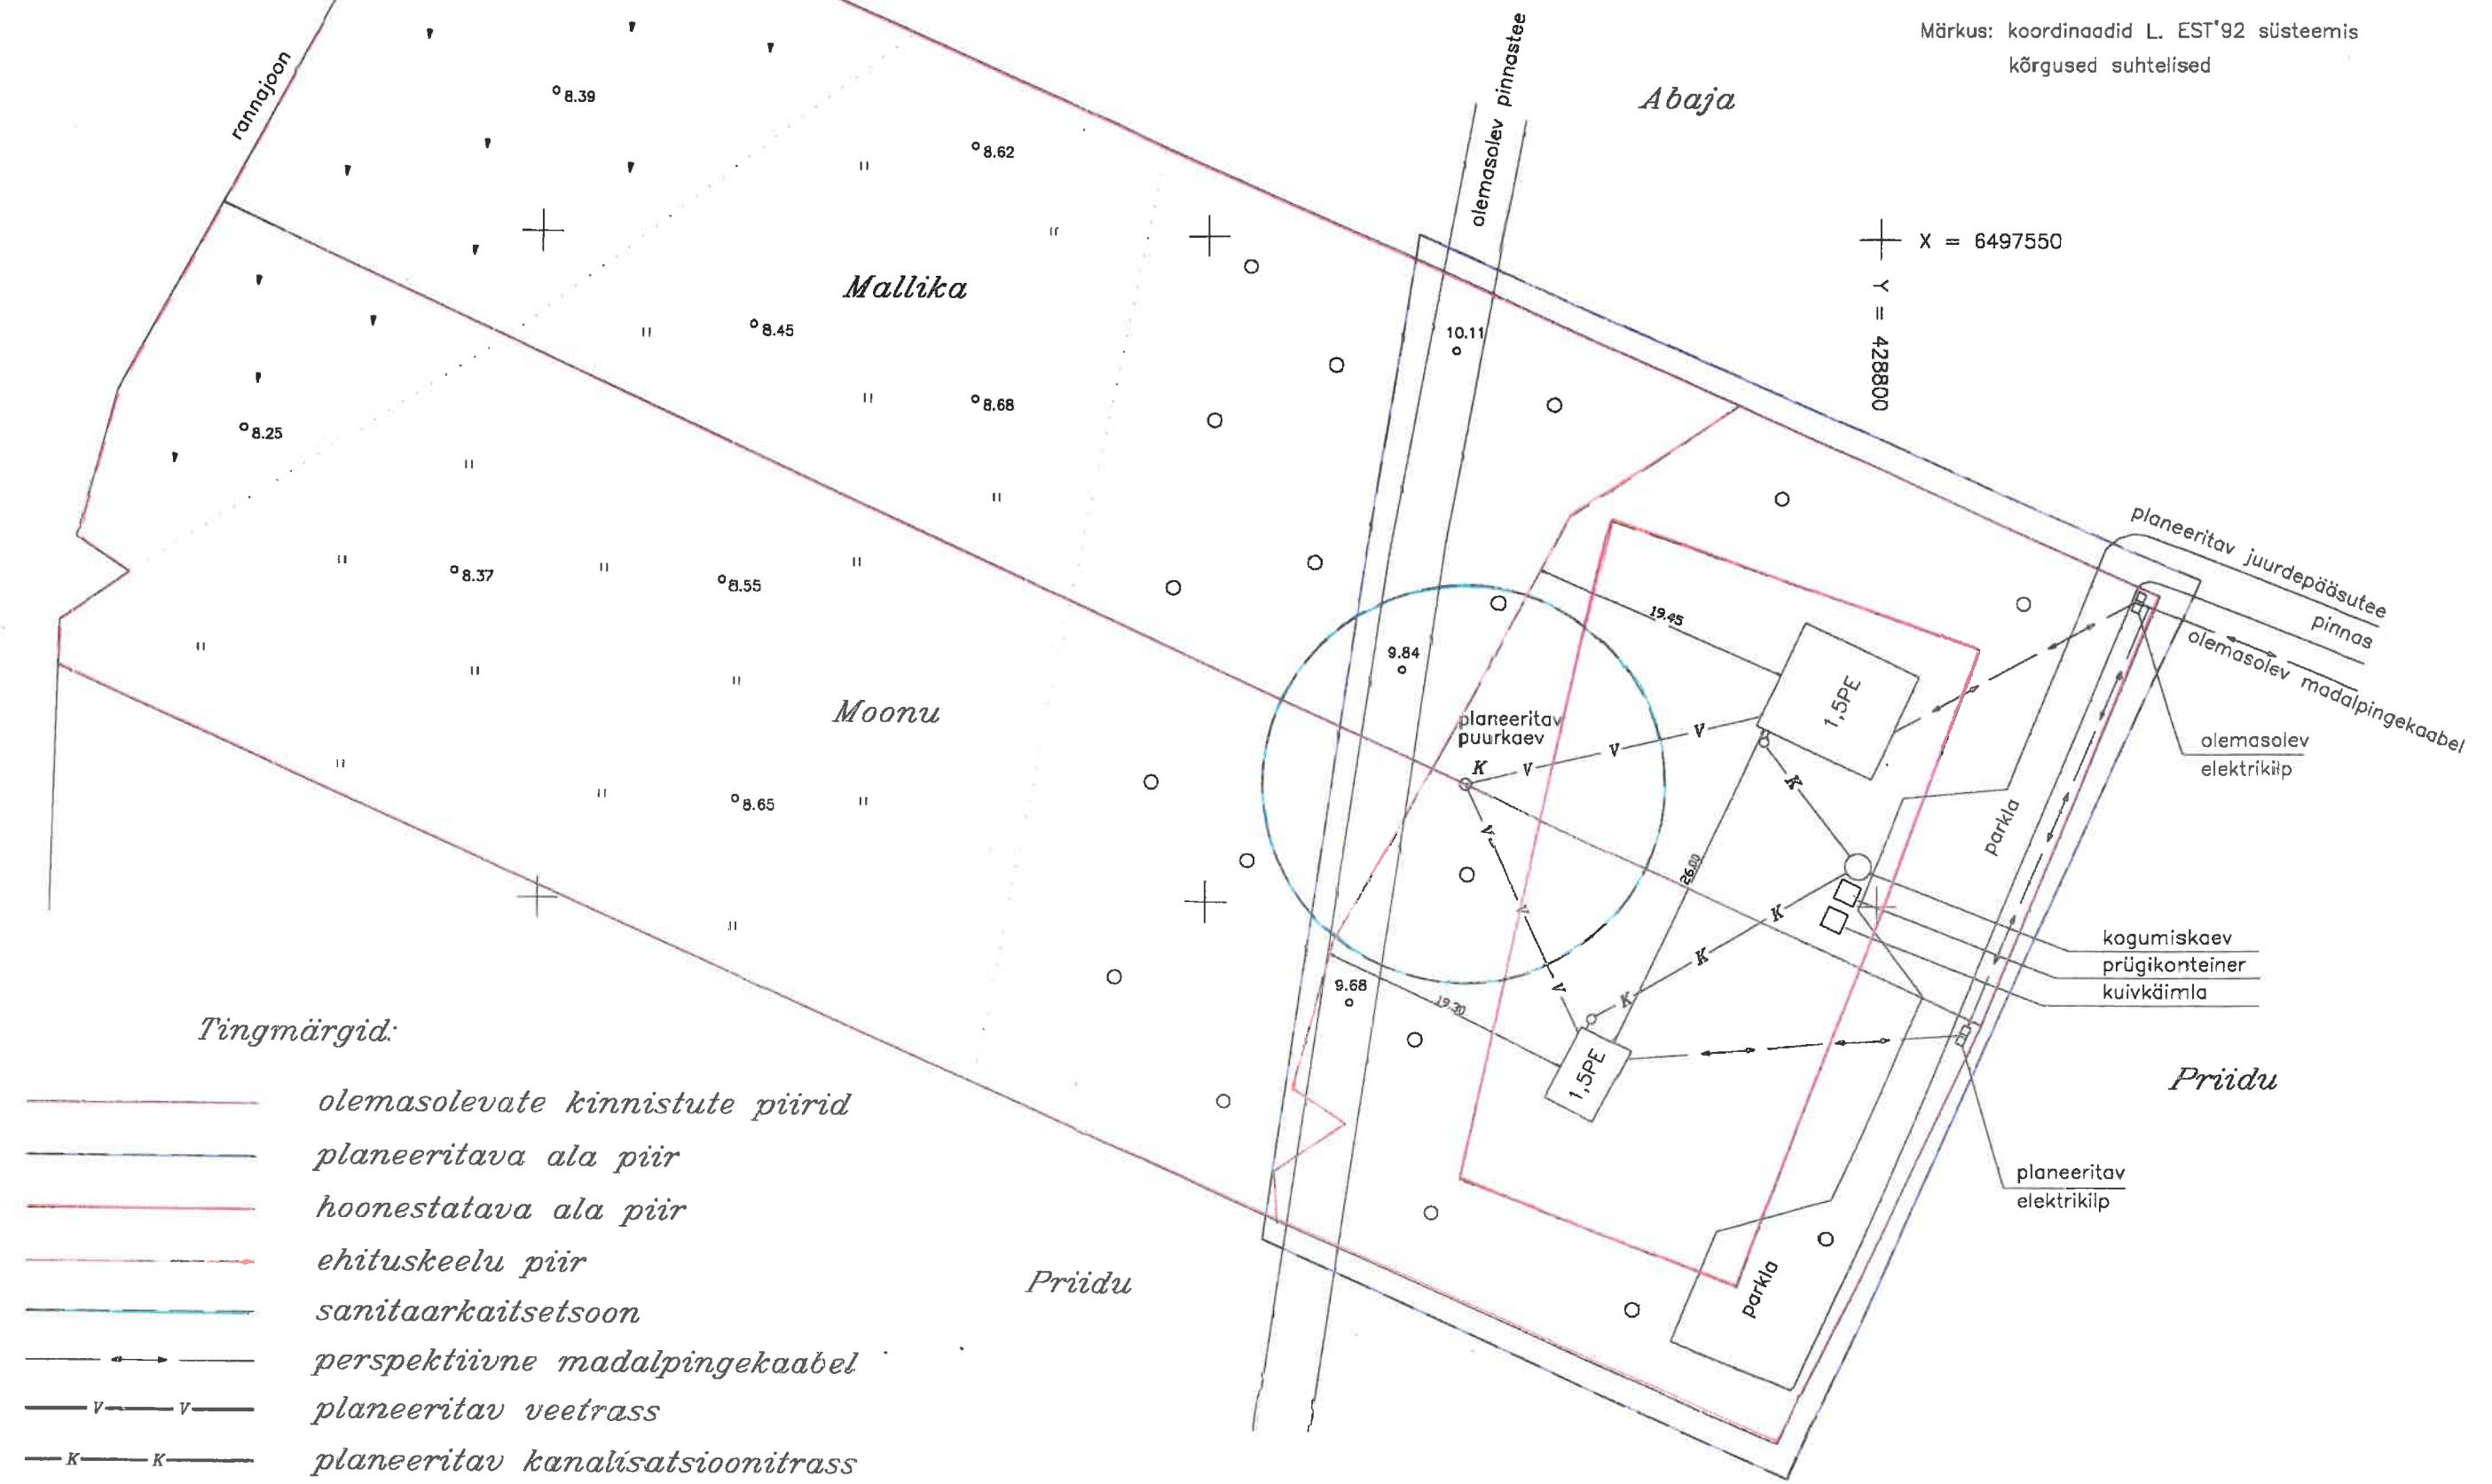 Märkus: koordinaadid L. EST'92 süsteemis
kõrgused suhtelised
rannajoon
olemasolev pinnastee
Abaja
8.39
8.62
X = 6497550
Y = 428800
Mallika
8.45
10.11
8.68
8.25
planeeritav juurdepääsutee
pinnas
olemasolev madalpingekaabel
8.37
8.55
19.45
9.84
1,5PE
Moonu
planeeritav
puurkaev
K
V
V
V
olemasolev
elektrikilp
K
8.65
V
parkla
26.00
V
K
K
K
V
kogumiskaev
prügikonteiner
kuivkäimla
9.68
19.30
1,5PE
Priidu
planeeritav
elektrikilp
parkla
Priidu
Tingmärgid:
olemasolevate kinnistute piirid
planeeritava ala piir
hoonestatava ala piir
ehituskeelu piir
sanitaarkaitsetsoon
perspektiivne madalpingekaabel
V V planeeritav veetrass
K K planeeritav kanalisatsioonitrass